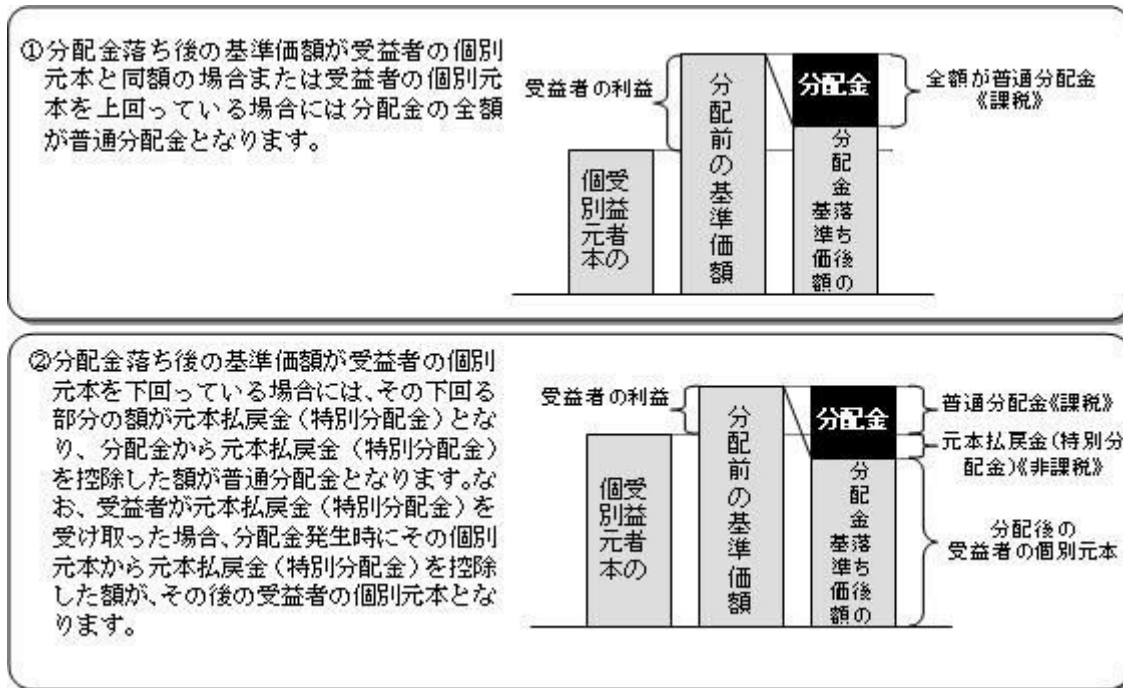 ①分配金落ち後の基準価額が受益者の個別
元本と同額の場合または受益者の個別元
本を上回っている場合には分配金の全額
が普通分配金となります。
受益者の利益
受益者の
個別元本
分配前の基準価額
分配金
分配金落ち後の
基準価額
全額が普通分配金
《課税》
②分配金落ち後の基準価額が受益者の個別
元本を下回っている場合には、その下回る
部分の額が元本払戻金(特別分配金)とな
り、分配金から元本払戻金(特別分配金)
を控除した額が普通分配金となります。な
お、受益者が元本払戻金(特別分配金)を
受け取った場合、分配金発生時にその個別
元本から元本払戻金(特別分配金)を控除
した額が、その後の受益者の個別元本とな
ります。
受益者の利益
受益者の
個別元本
分配前の基準価額
分配金
分配金落ち後の
基準価額
普通分配金《課税》
元本払戻金(特別分
配金)《非課税》
分配後の
受益者の個別元本